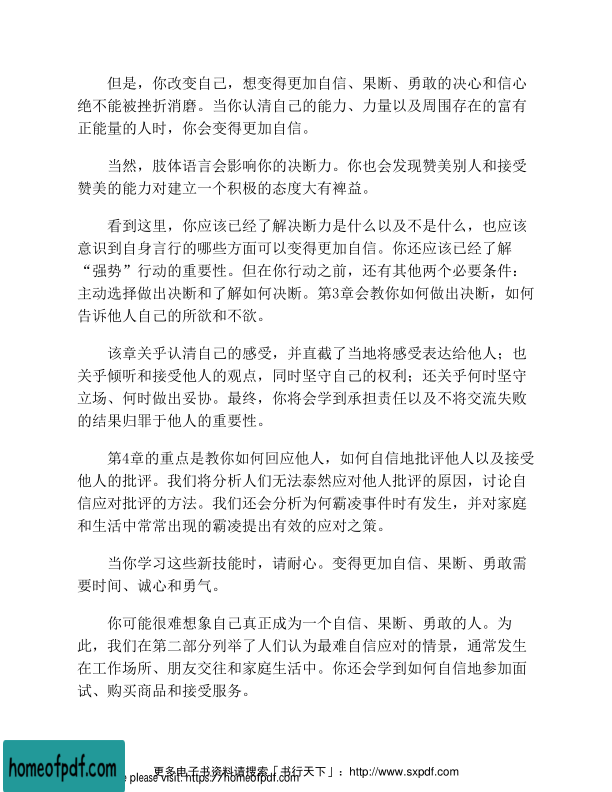 但是，你改变自己，想变得更加自信、果断、勇敢的决心和信心
绝不能被挫折消磨。当你认清自己的能力、力量以及周围存在的富有
正能量的人时，你会变得更加自信。
当然，肢体语言会影响你的决断力。你也会发现赞美别人和接受
赞美的能力对建立一个积极的态度大有裨益。
看到这里，你应该已经了解决断力是什么以及不是什么，也应该
意识到自身言行的哪些方面可以变得更加自信。你还应该已经了解
“强势”行动的重要性。但在你行动之前，还有其他两个必要条件：
主动选择做出决断和了解如何决断。第3章会教你如何做出决断，如何
告诉他人自己的所欲和不欲。
该章关乎认清自己的感受，并直截了当地将感受表达给他人；也
关乎倾听和接受他人的观点，同时坚守自己的权利；还关乎何时坚守
立场、何时做出妥协。最终，你将会学到承担责任以及不将交流失败
的结果归罪于他人的重要性。
第4章的重点是教你如何回应他人，如何自信地批评他人以及接受
他人的批评。我们将分析人们无法泰然应对他人批评的原因，讨论自
信应对批评的方法。我们还会分析为何霸凌事件时有发生，并对家庭
和生活中常常出现的霸凌提出有效的应对之策。
当你学习这些新技能时，请耐心。变得更加自信、果断、勇敢需
要时间、诚心和勇气。
你可能很难想象自己真正成为一个自信、果断、勇敢的人。为
此，我们在第二部分列举了人们认为最难自信应对的情景，通常发生
在工作场所、朋友交往和家庭生活中。你还会学到如何自信地参加面
试、购买商品和接受服务。
更多电子书资料请搜索「书行天下」：http://www.sxpdf.com
homeofpdf.com
please visit: https://homeofpdf.com